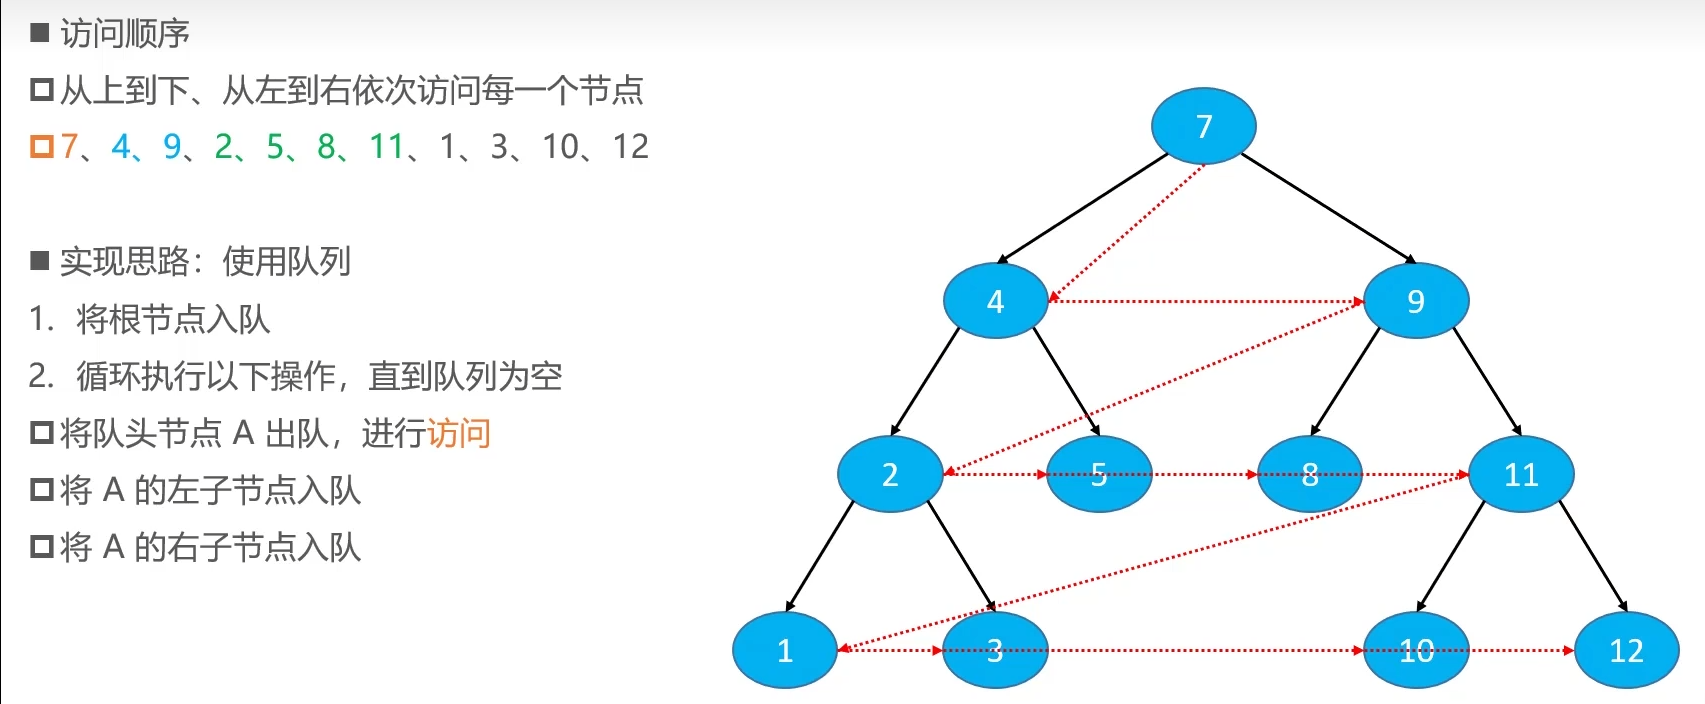 ■ 访问顺序
从上到下、从左到右依次访问每一个节点
7、4、9、2、5、8、11、1、3、10、12
■ 实现思路：使用队列
1. 将根节点入队
2. 循环执行以下操作，直到队列为空
将队头节点 A 出队，进行访问
将 A 的左子节点入队
将 A 的右子节点入队
7
4 9
2 5 8 11
1 3 10 12